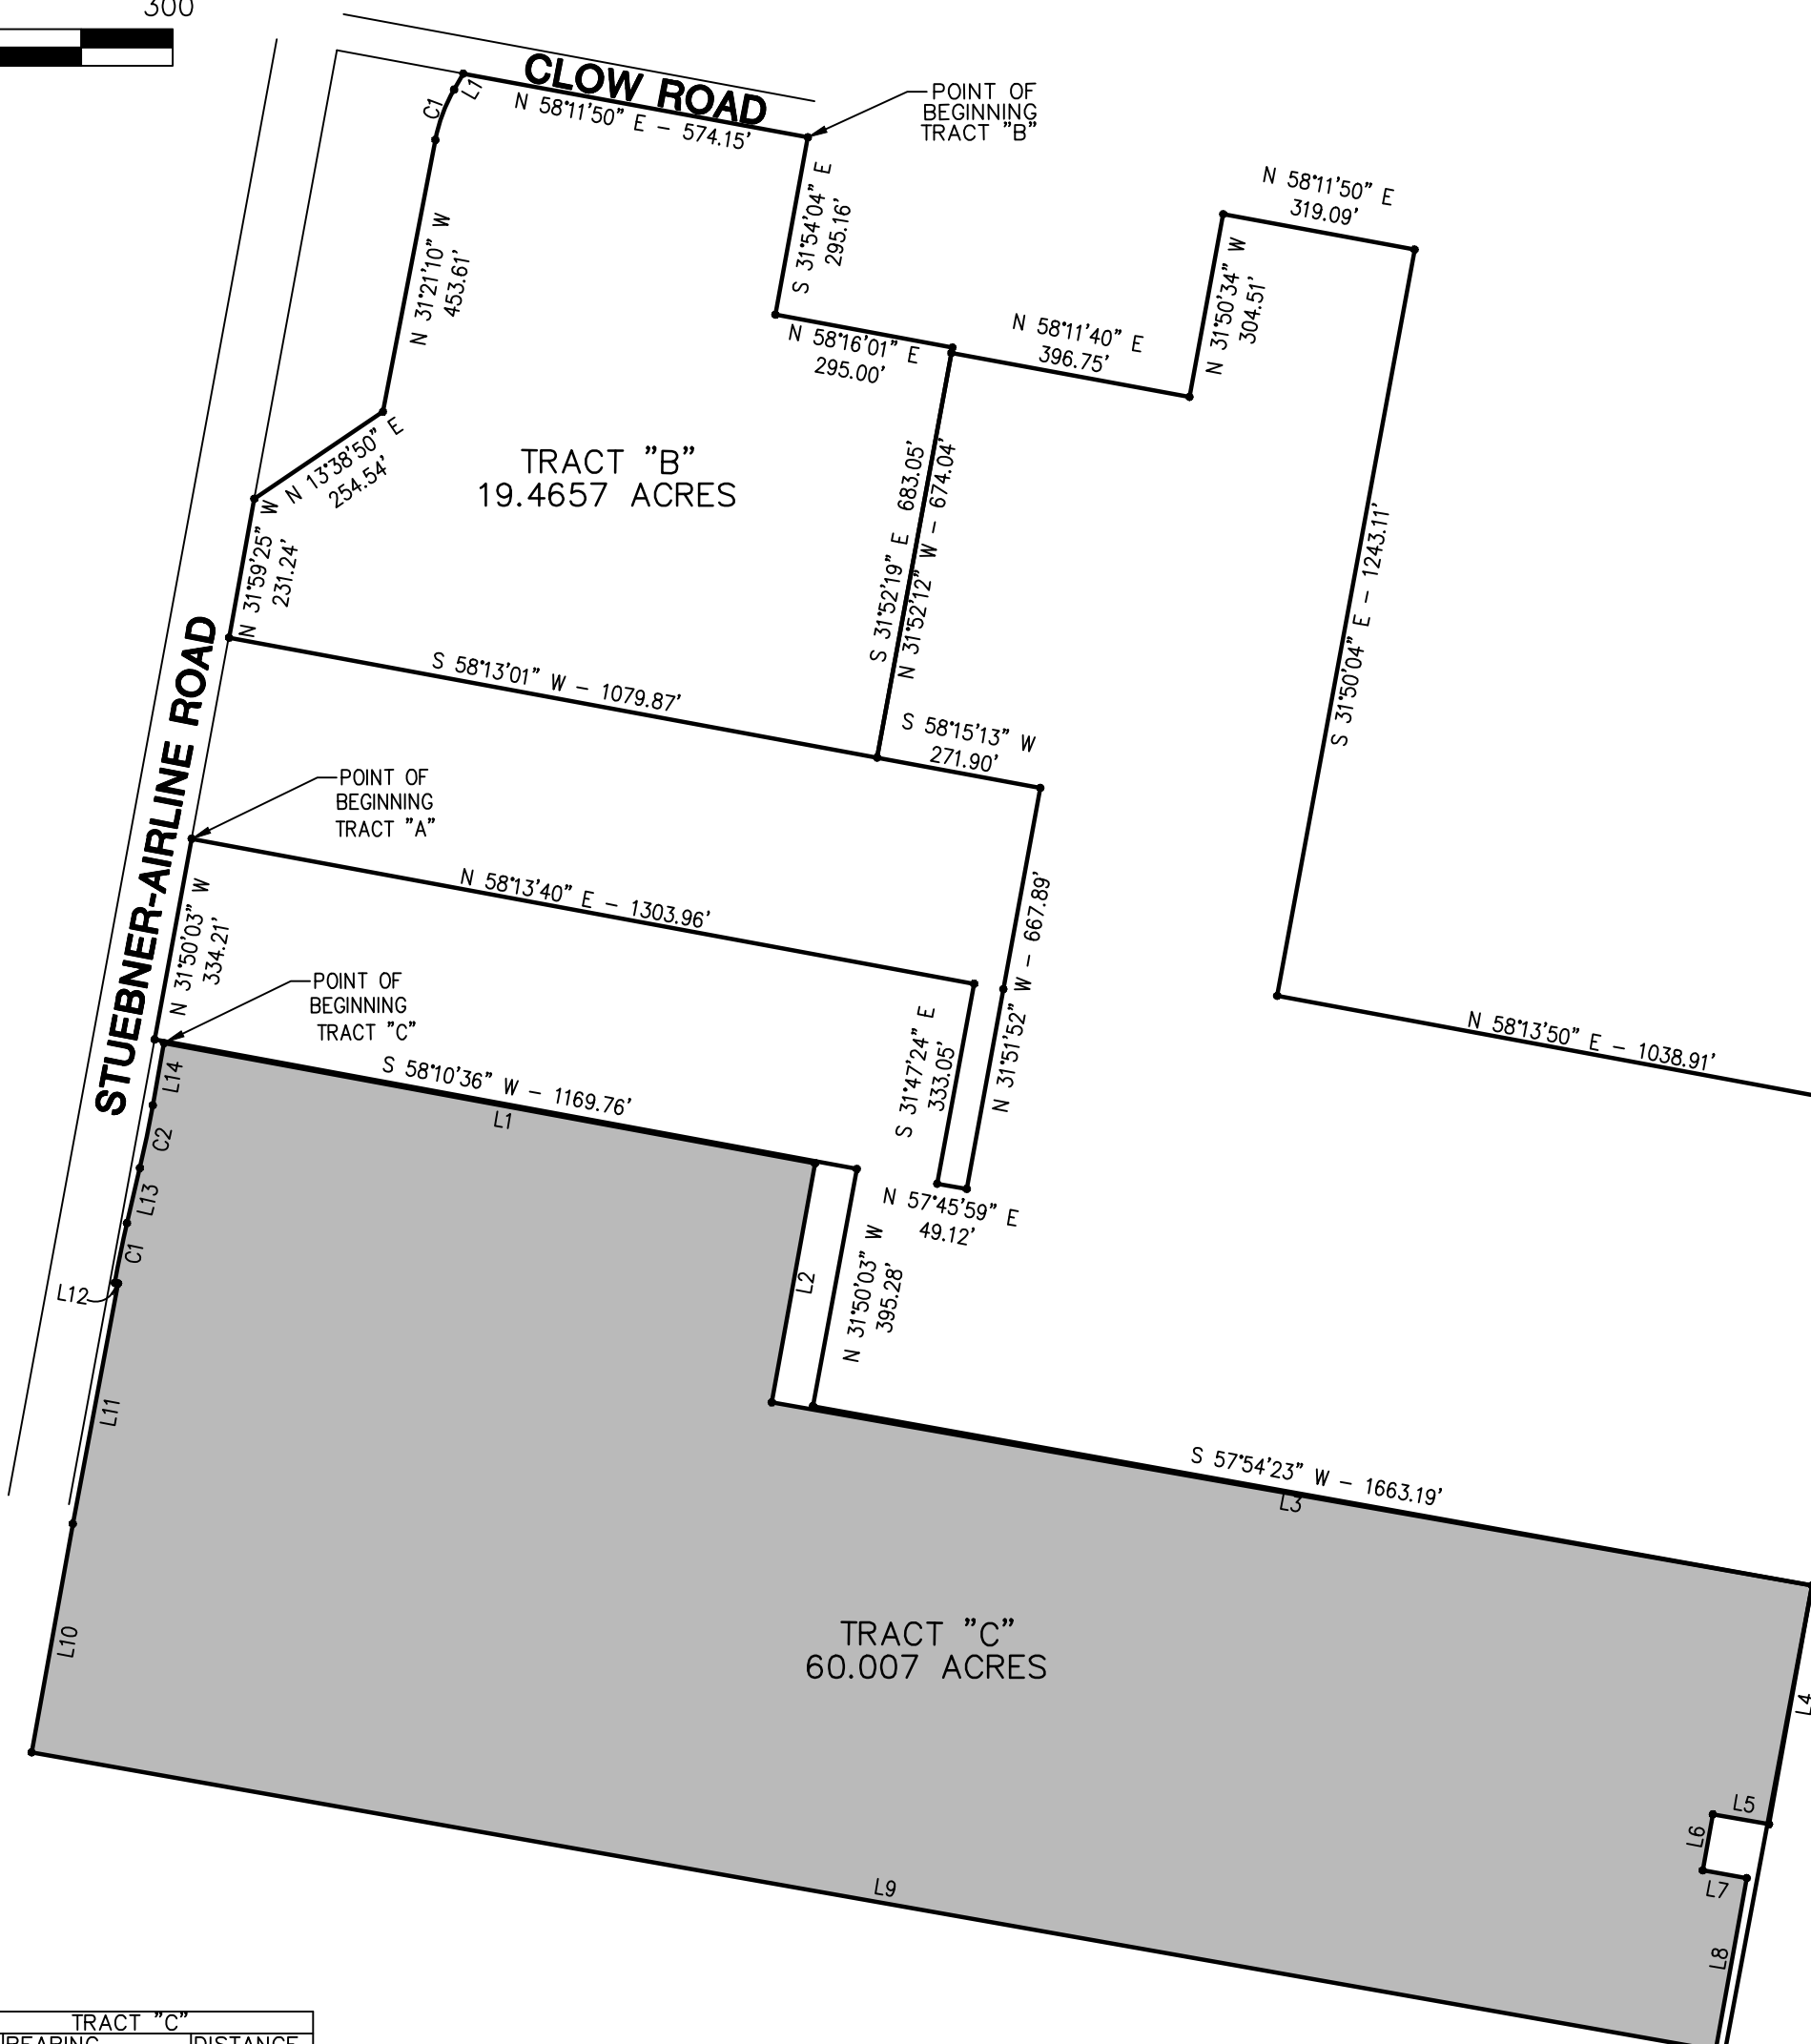 300
CLOW ROAD
L1
C1
N 58°11'50" E - 574.15'
POINT OF
BEGINNING
TRACT "B"
N 58°11'50" E
319.09'
S 31°54'04" E
295.16'
N 31°21'10" W
453.61'
N 31°50'34" W
304.51'
N 58°16'01" E
295.00'
N 58°11'40" E
396.75'
N 13°38'50" E
254.54'
TRACT "B"
19.4657 ACRES
S 31°52'19" E 683.05'
N 31°52'12" W - 674.04'
N 31°59'25" W
231.24'
S 31°50'04" E - 1243.11'
S 58°13'01" W - 1079.87'
S 58°15'13" W
271.90'
STUEBNER-AIRLINE ROAD
POINT OF
BEGINNING
TRACT "A"
N 58°13'40" E - 1303.96'
N 31°50'03" W
334.21'
POINT OF
BEGINNING
TRACT "C"
N 31°51'52" W - 667.89'
S 31°47'24" E
333.05'
N 58°13'50" E - 1038.91'
S 58°10'36" W - 1169.76'
L1
L14
C2
L13
C1
L12
N 57°45'59" E
49.12'
L2
N 31°50'03" W
395.28'
L11
S 57°54'23" W - 1663.19'
L3
L10
TRACT "C"
60.007 ACRES
L4
L5
L6
L7
L9
L8
TRACT "C"
BEARING DISTANCE